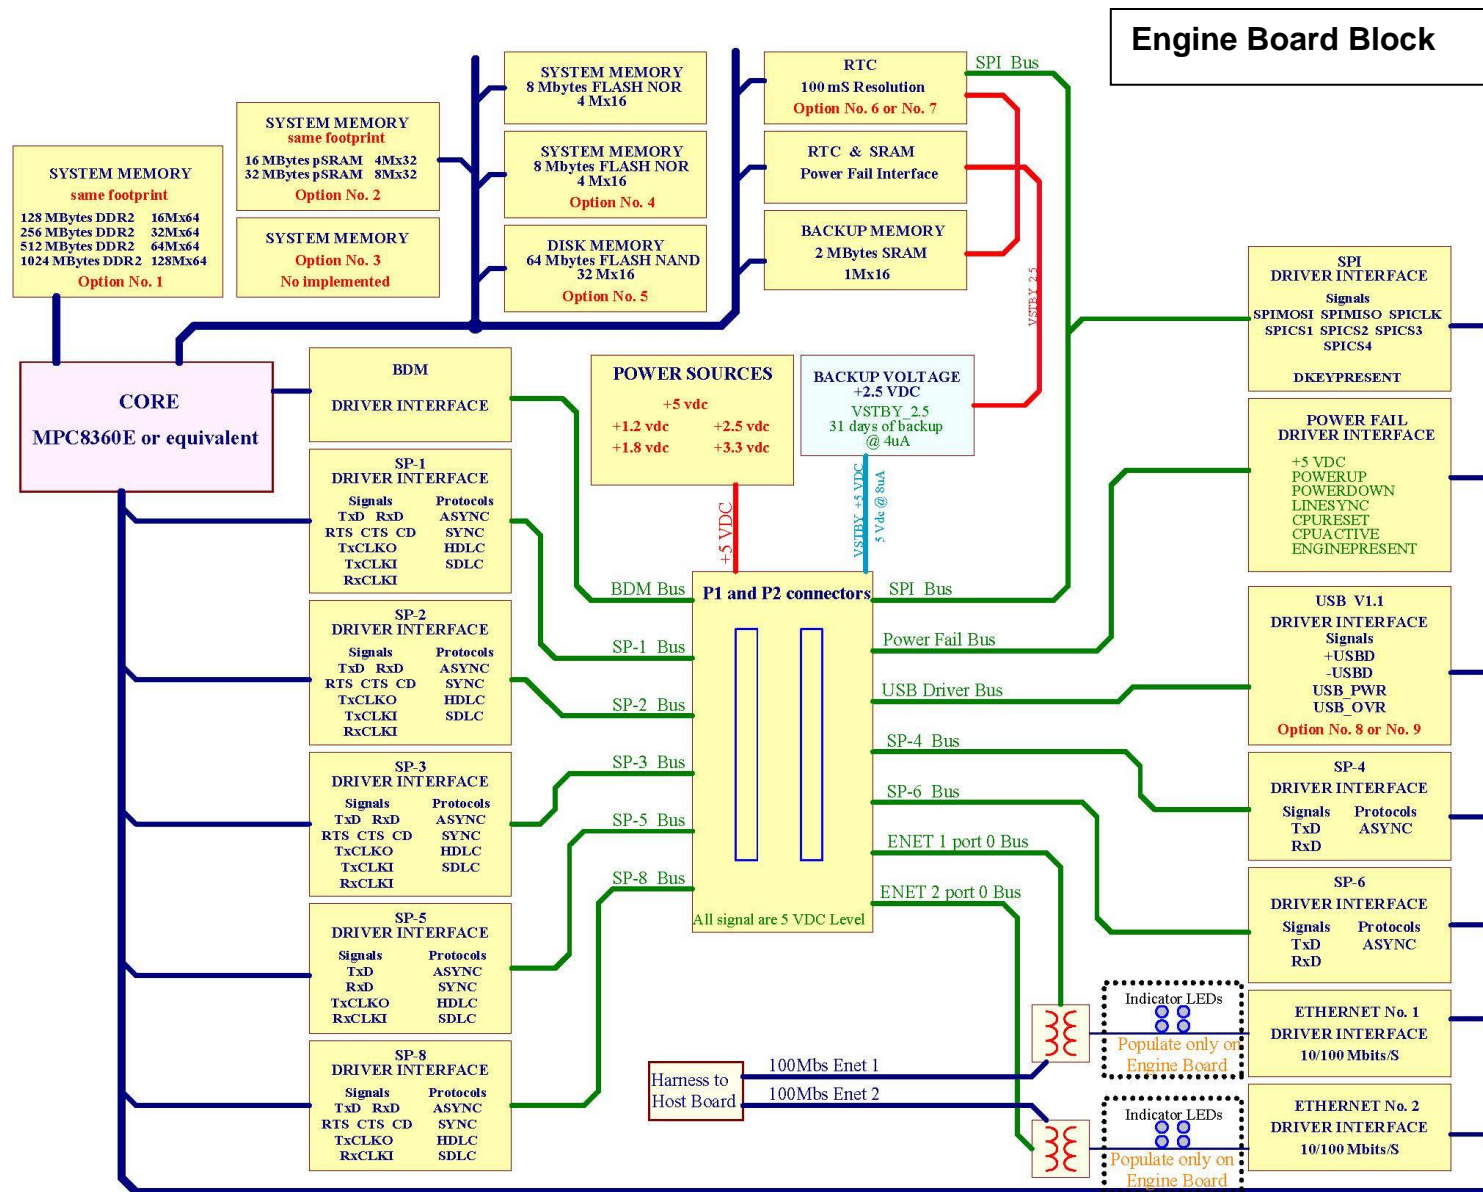 Engine Board Block
SYSTEM MEMORY
same footprint
128 MBytes DDR2 16Mx64
256 MBytes DDR2 32Mx64
512 MBytes DDR2 64Mx64
1024 MBytes DDR2 128Mx64
Option No. 1
SYSTEM MEMORY
same footprint
16 MBytes pSRAM 4Mx32
32 MBytes pSRAM 8Mx32
Option No. 2
SYSTEM MEMORY
Option No. 3
No implemented
SYSTEM MEMORY
8 Mbytes FLASH NOR
4 Mx16
SYSTEM MEMORY
8 Mbytes FLASH NOR
4 Mx16
Option No. 4
DISK MEMORY
64 Mbytes FLASH NAND
32 Mx16
Option No. 5
RTC
100 mS Resolution
Option No. 6 or No. 7
SPI Bus
RTC & SRAM
Power Fail Interface
BACKUP MEMORY
2 MBytes SRAM
1Mx16
VSTBY_2.5
CORE
MPC8360E or equivalent
BDM
DRIVER INTERFACE
POWER SOURCES
+5 vdc
+1.2 vdc +2.5 vdc
+1.8 vdc +3.3 vdc
BACKUP VOLTAGE
+2.5 VDC
VSTBY_2.5
31 days of backup
@ 4uA
+5 VDC
VSTBY_+5 VDC
5 Vdc @ 8uA
SP-1
DRIVER INTERFACE
Signals Protocols
TxD RxD ASYNC
RTS CTS CD SYNC
TxCLKO HDLC
TxCLKI SDLC
RxCLKI
SP-2
DRIVER INTERFACE
Signals Protocols
TxD RxD ASYNC
RTS CTS CD SYNC
TxCLKO HDLC
TxCLKI SDLC
RxCLKI
SP-3
DRIVER INTERFACE
Signals Protocols
TxD RxD ASYNC
RTS CTS CD SYNC
TxCLKO HDLC
TxCLKI SDLC
RxCLKI
SP-5
DRIVER INTERFACE
Signals Protocols
TxD ASYNC
RxD SYNC
TxCLKO HDLC
RxCLKI SDLC
SP-8
DRIVER INTERFACE
Signals Protocols
TxD RxD ASYNC
RTS CTS CD SYNC
TxCLKO HDLC
RxCLKI SDLC
BDM Bus
SP-1 Bus
SP-2 Bus
SP-3 Bus
SP-5 Bus
SP-8 Bus
P1 and P2 connectors
All signal are 5 VDC Level
SPI Bus
Power Fail Bus
USB Driver Bus
SP-4 Bus
SP-6 Bus
ENET 1 port 0 Bus
ENET 2 port 0 Bus
SPI
DRIVER INTERFACE
Signals
SPIMOSI SPIMISO SPICLK
SPICS1 SPICS2 SPICS3
SPICS4
DKEYPRESENT
POWER FAIL
DRIVER INTERFACE
+5 VDC
POWERUP
POWERDOWN
LINESYNC
CPURESET
CPUACTIVE
ENGINEPRESENT
USB V1.1
DRIVER INTERFACE
Signals
+USBD
-USBD
USB_PWR
USB_OVR
Option No. 8 or No. 9
SP-4
DRIVER INTERFACE
Signals Protocols
TxD ASYNC
RxD
SP-6
DRIVER INTERFACE
Signals Protocols
TxD ASYNC
RxD
ETHERNET No. 1
DRIVER INTERFACE
10/100 Mbits/S
ETHERNET No. 2
DRIVER INTERFACE
10/100 Mbits/S
Indicator LEDs
Populate only on
Engine Board
Indicator LEDs
Populate only on
Engine Board
Harness to
Host Board
100Mbs Enet 1
100Mbs Enet 2